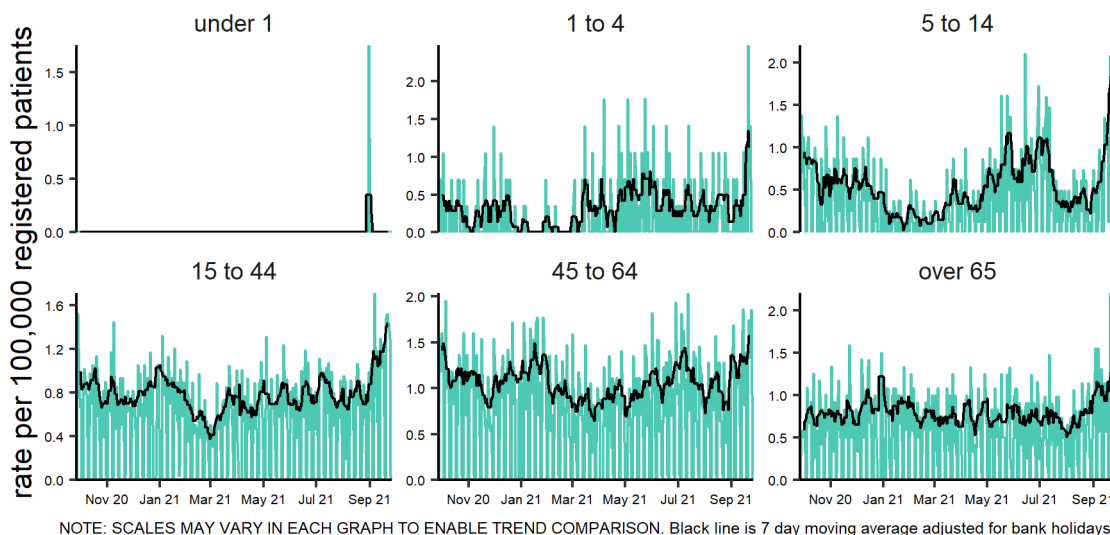 rate per 100,000 registered patients
under 1
1.5
1.0
0.5
0.0
1 to 4
2.5
2.0
1.5
1.0
0.5
0.0
5 to 14
2.0
1.5
1.0
0.5
0.0
15 to 44
1.6
1.2
0.8
0.4
0.0
Nov 20 Jan 21 Mar 21 May 21 Jul 21 Sep 21
45 to 64
2.0
1.5
1.0
0.5
0.0
Nov 20 Jan 21 Mar 21 May 21 Jul 21 Sep 21
over 65
2.0
1.5
1.0
0.5
0.0
Nov 20 Jan 21 Mar 21 May 21 Jul 21 Sep 21
NOTE: SCALES MAY VARY IN EACH GRAPH TO ENABLE TREND COMPARISON. Black line is 7 day moving average adjusted for bank holidays